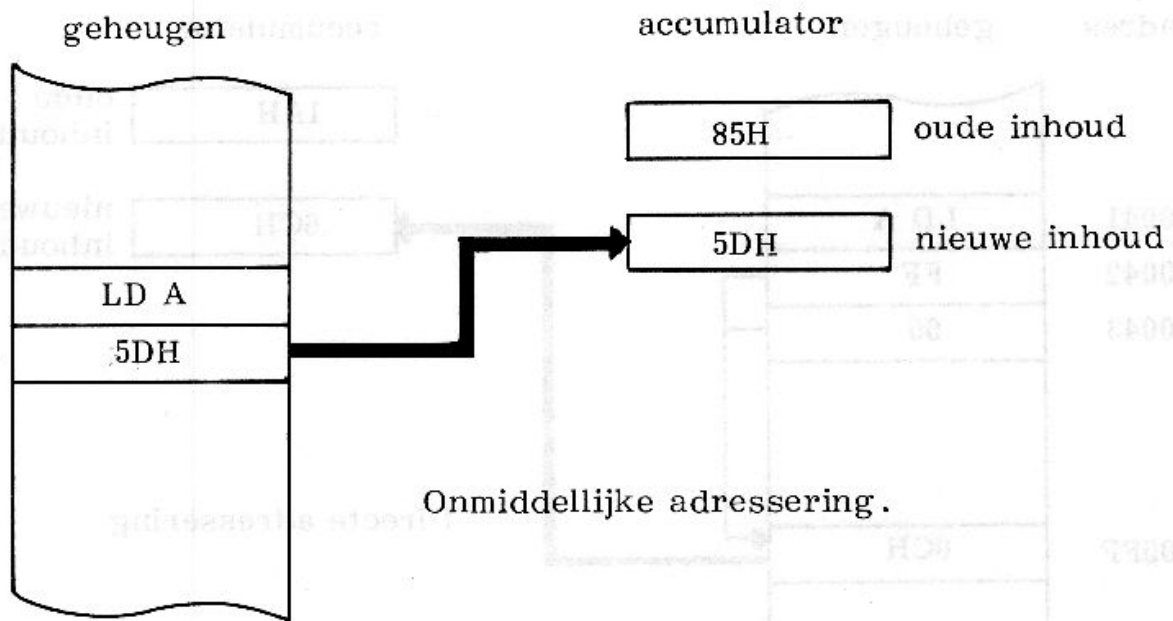 geheugen
accumulator
85H
oude inhoud
5DH
nieuwe inhoud
LD A
5DH
Onmiddellijke adressering.